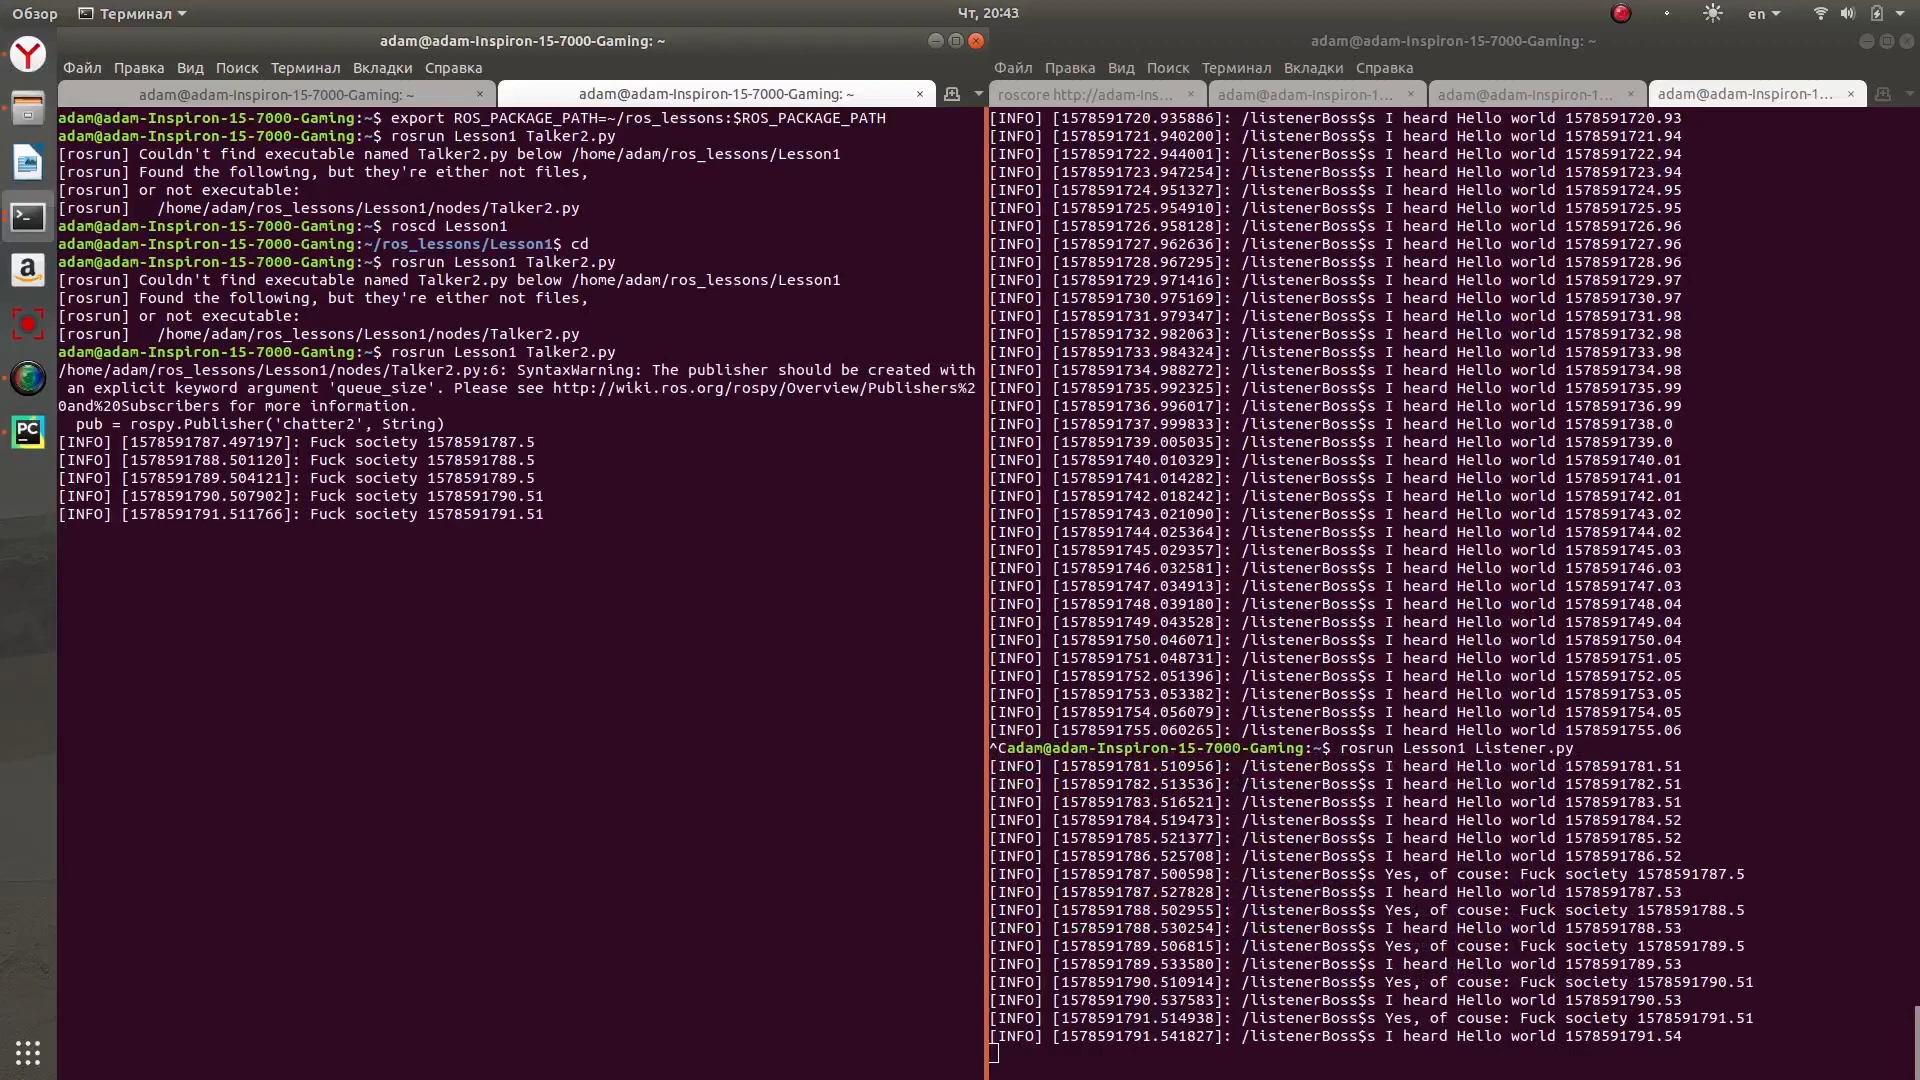 Обзор
Терминал
Чт, 20:43
en
adam@adam-Inspiron-15-7000-Gaming: ~
Файл Правка Вид Поиск Терминал Вкладки Справка
adam@adam-Inspiron-15-7000-Gaming: ~ ×
adam@adam-Inspiron-15-7000-Gaming: ~ ×
adam@adam-Inspiron-15-7000-Gaming:~$ export ROS_PACKAGE_PATH=~/ros_lessons:$ROS_PACKAGE_PATH
adam@adam-Inspiron-15-7000-Gaming:~$ rosrun Lesson1 Talker2.py
[rosrun] Couldn't find executable named Talker2.py below /home/adam/ros_lessons/Lesson1
[rosrun] Found the following, but they're either not files,
[rosrun] or not executable:
[rosrun]   /home/adam/ros_lessons/Lesson1/nodes/Talker2.py
adam@adam-Inspiron-15-7000-Gaming:~$ roscd Lesson1
adam@adam-Inspiron-15-7000-Gaming:~/ros_lessons/Lesson1$ cd
adam@adam-Inspiron-15-7000-Gaming:~$ rosrun Lesson1 Talker2.py
[rosrun] Couldn't find executable named Talker2.py below /home/adam/ros_lessons/Lesson1
[rosrun] Found the following, but they're either not files,
[rosrun] or not executable:
[rosrun]   /home/adam/ros_lessons/Lesson1/nodes/Talker2.py
adam@adam-Inspiron-15-7000-Gaming:~$ rosrun Lesson1 Talker2.py
/home/adam/ros_lessons/Lesson1/nodes/Talker2.py:6: SyntaxWarning: The publisher should be created with
 an explicit keyword argument 'queue_size'. Please see http://wiki.ros.org/rospy/Overview/Publishers%2
0and%20Subscribers for more information.
  pub = rospy.Publisher('chatter2', String)
[INFO] [1578591787.497197]: Fuck society 1578591787.5
[INFO] [1578591788.501120]: Fuck society 1578591788.5
[INFO] [1578591789.504121]: Fuck society 1578591789.5
[INFO] [1578591790.507902]: Fuck society 1578591790.51
[INFO] [1578591791.511766]: Fuck society 1578591791.51
adam@adam-Inspiron-15-7000-Gaming: ~
Файл Правка Вид Поиск Терминал Вкладки Справка
roscore http://adam-Ins... ×
adam@adam-Inspiron-1... ×
adam@adam-Inspiron-1... ×
adam@adam-Inspiron-1... ×
[INFO] [1578591720.935886]: /listenerBoss$s I heard Hello world 1578591720.93
[INFO] [1578591721.940200]: /listenerBoss$s I heard Hello world 1578591721.94
[INFO] [1578591722.944001]: /listenerBoss$s I heard Hello world 1578591722.94
[INFO] [1578591723.947254]: /listenerBoss$s I heard Hello world 1578591723.94
[INFO] [1578591724.951327]: /listenerBoss$s I heard Hello world 1578591724.95
[INFO] [1578591725.954910]: /listenerBoss$s I heard Hello world 1578591725.95
[INFO] [1578591726.958128]: /listenerBoss$s I heard Hello world 1578591726.96
[INFO] [1578591727.962636]: /listenerBoss$s I heard Hello world 1578591727.96
[INFO] [1578591728.967295]: /listenerBoss$s I heard Hello world 1578591728.96
[INFO] [1578591729.971416]: /listenerBoss$s I heard Hello world 1578591729.97
[INFO] [1578591730.975169]: /listenerBoss$s I heard Hello world 1578591730.97
[INFO] [1578591731.979347]: /listenerBoss$s I heard Hello world 1578591731.98
[INFO] [1578591732.982063]: /listenerBoss$s I heard Hello world 1578591732.98
[INFO] [1578591733.984324]: /listenerBoss$s I heard Hello world 1578591733.98
[INFO] [1578591734.988272]: /listenerBoss$s I heard Hello world 1578591734.98
[INFO] [1578591735.992325]: /listenerBoss$s I heard Hello world 1578591735.99
[INFO] [1578591736.996017]: /listenerBoss$s I heard Hello world 1578591736.99
[INFO] [1578591737.999833]: /listenerBoss$s I heard Hello world 1578591738.0
[INFO] [1578591739.005035]: /listenerBoss$s I heard Hello world 1578591739.0
[INFO] [1578591740.010329]: /listenerBoss$s I heard Hello world 1578591740.01
[INFO] [1578591741.014282]: /listenerBoss$s I heard Hello world 1578591741.01
[INFO] [1578591742.018242]: /listenerBoss$s I heard Hello world 1578591742.01
[INFO] [1578591743.021090]: /listenerBoss$s I heard Hello world 1578591743.02
[INFO] [1578591744.025364]: /listenerBoss$s I heard Hello world 1578591744.02
[INFO] [1578591745.029357]: /listenerBoss$s I heard Hello world 1578591745.03
[INFO] [1578591746.032581]: /listenerBoss$s I heard Hello world 1578591746.03
[INFO] [1578591747.034913]: /listenerBoss$s I heard Hello world 1578591747.03
[INFO] [1578591748.039180]: /listenerBoss$s I heard Hello world 1578591748.04
[INFO] [1578591749.043528]: /listenerBoss$s I heard Hello world 1578591749.04
[INFO] [1578591750.046071]: /listenerBoss$s I heard Hello world 1578591750.04
[INFO] [1578591751.048731]: /listenerBoss$s I heard Hello world 1578591751.05
[INFO] [1578591752.051396]: /listenerBoss$s I heard Hello world 1578591752.05
[INFO] [1578591753.053382]: /listenerBoss$s I heard Hello world 1578591753.05
[INFO] [1578591754.056079]: /listenerBoss$s I heard Hello world 1578591754.05
[INFO] [1578591755.060265]: /listenerBoss$s I heard Hello world 1578591755.06
^Cadam@adam-Inspiron-15-7000-Gaming:~$ rosrun Lesson1 Listener.py
[INFO] [1578591781.510956]: /listenerBoss$s I heard Hello world 1578591781.51
[INFO] [1578591782.513536]: /listenerBoss$s I heard Hello world 1578591782.51
[INFO] [1578591783.516521]: /listenerBoss$s I heard Hello world 1578591783.51
[INFO] [1578591784.519473]: /listenerBoss$s I heard Hello world 1578591784.52
[INFO] [1578591785.521377]: /listenerBoss$s I heard Hello world 1578591785.52
[INFO] [1578591786.525708]: /listenerBoss$s I heard Hello world 1578591786.52
[INFO] [1578591787.500598]: /listenerBoss$s Yes, of couse: Fuck society 1578591787.5
[INFO] [1578591787.527828]: /listenerBoss$s I heard Hello world 1578591787.53
[INFO] [1578591788.502955]: /listenerBoss$s Yes, of couse: Fuck society 1578591788.5
[INFO] [1578591788.530254]: /listenerBoss$s I heard Hello world 1578591788.53
[INFO] [1578591789.506815]: /listenerBoss$s Yes, of couse: Fuck society 1578591789.5
[INFO] [1578591789.533580]: /listenerBoss$s I heard Hello world 1578591789.53
[INFO] [1578591790.510914]: /listenerBoss$s Yes, of couse: Fuck society 1578591790.51
[INFO] [1578591790.537583]: /listenerBoss$s I heard Hello world 1578591790.53
[INFO] [1578591791.514938]: /listenerBoss$s Yes, of couse: Fuck society 1578591791.51
[INFO] [1578591791.541827]: /listenerBoss$s I heard Hello world 1578591791.54
Y
a
PC